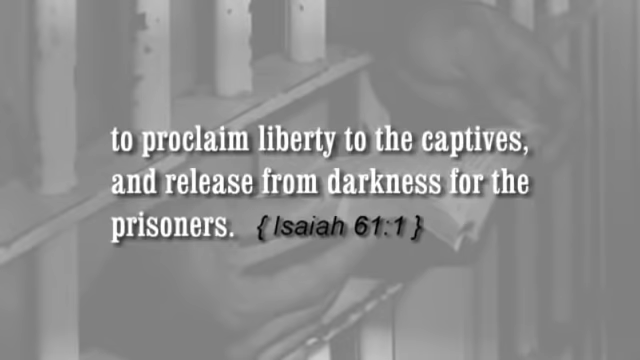 to proclaim liberty to the captives,
and release from darkness for the
prisoners. { Isaiah 61:1 }